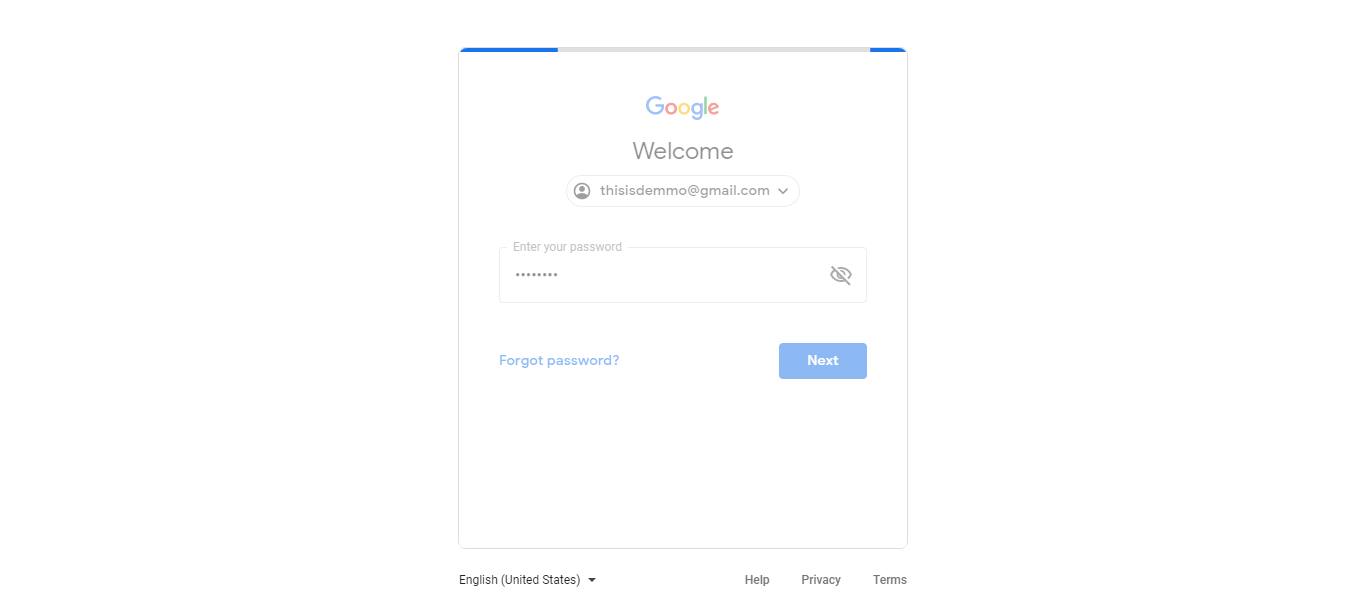 Google
Welcome
thisisdemmo@gmail.com
Enter your password
••••••••
Forgot password?
Next
English (United States)
Help
Privacy
Terms